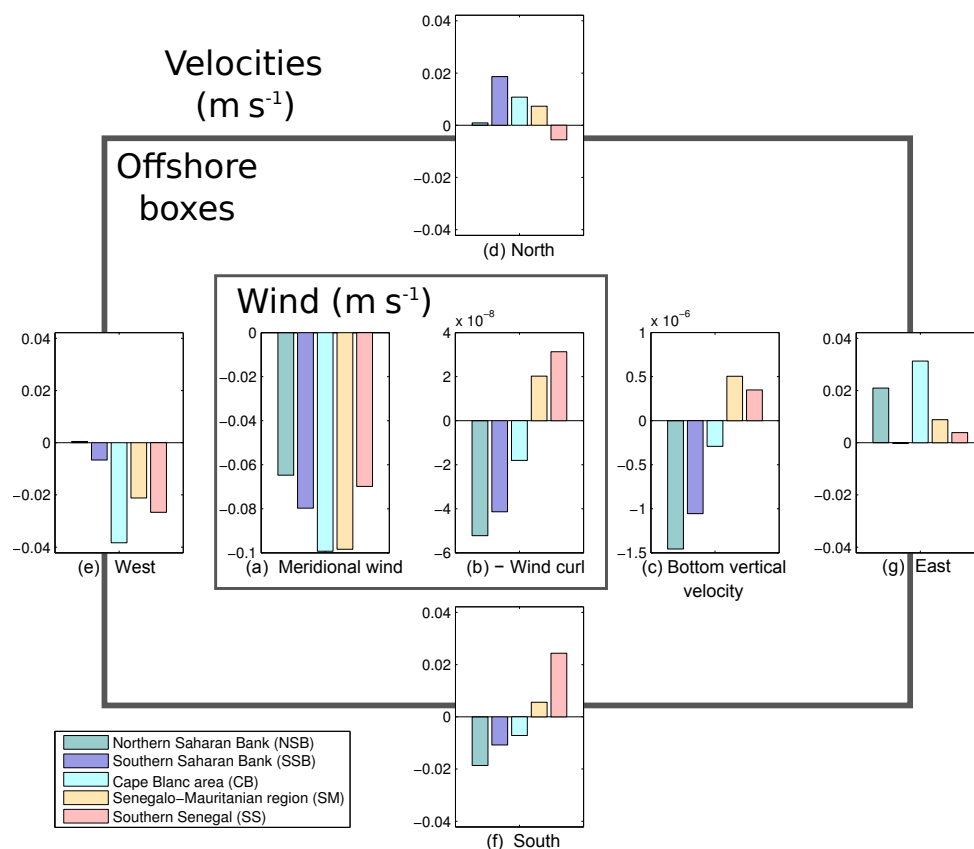 Velocities
(m s⁻¹)
0.04
0.02
0
−0.02
−0.04
(d) North
Offshore
boxes
Wind (m s⁻¹)
0.04
0.02
0
−0.02
−0.04
(e) West
0
−0.02
−0.04
−0.06
−0.08
−0.1
(a) Meridional wind
x 10⁻⁸
4
2
0
−2
−4
−6
(b) − Wind curl
x 10⁻⁶
1
0.5
0
−0.5
−1
−1.5
(c) Bottom vertical
velocity
0.04
0.02
0
−0.02
−0.04
(g) East
0.04
0.02
0
−0.02
−0.04
(f) South
Northern Saharan Bank (NSB)
Southern Saharan Bank (SSB)
Cape Blanc area (CB)
Senegalo−Mauritanian region (SM)
Southern Senegal (SS)